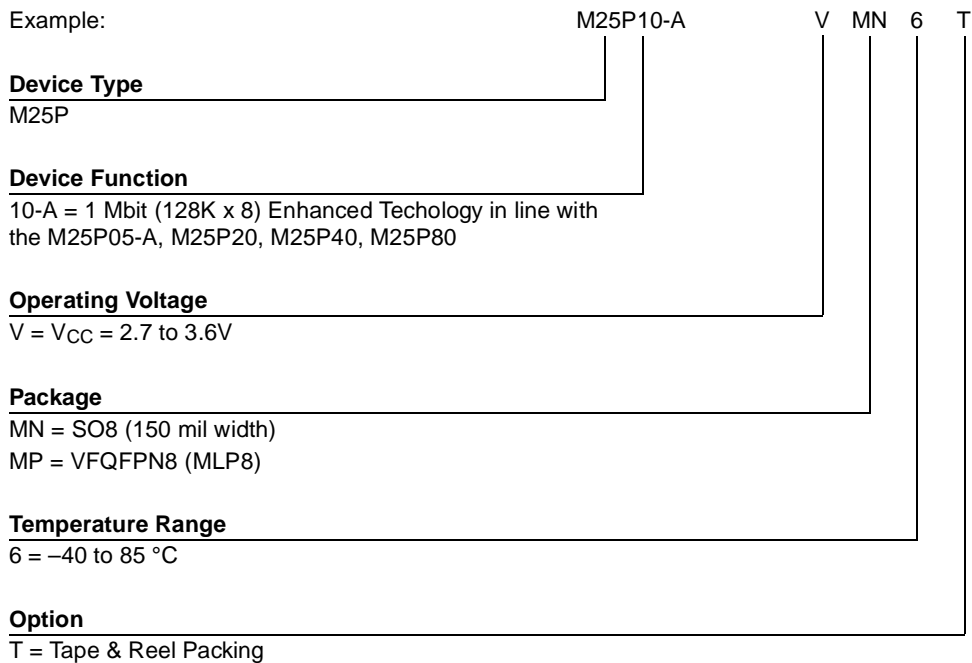 Example: M25P10-A V MN 6 T
Device Type
M25P
Device Function
10-A = 1 Mbit (128K x 8) Enhanced Techology in line with
the M25P05-A, M25P20, M25P40, M25P80
Operating Voltage
V = VCC = 2.7 to 3.6V
Package
MN = SO8 (150 mil width)
MP = VFQFPN8 (MLP8)
Temperature Range
6 = –40 to 85 °C
Option
T = Tape & Reel Packing